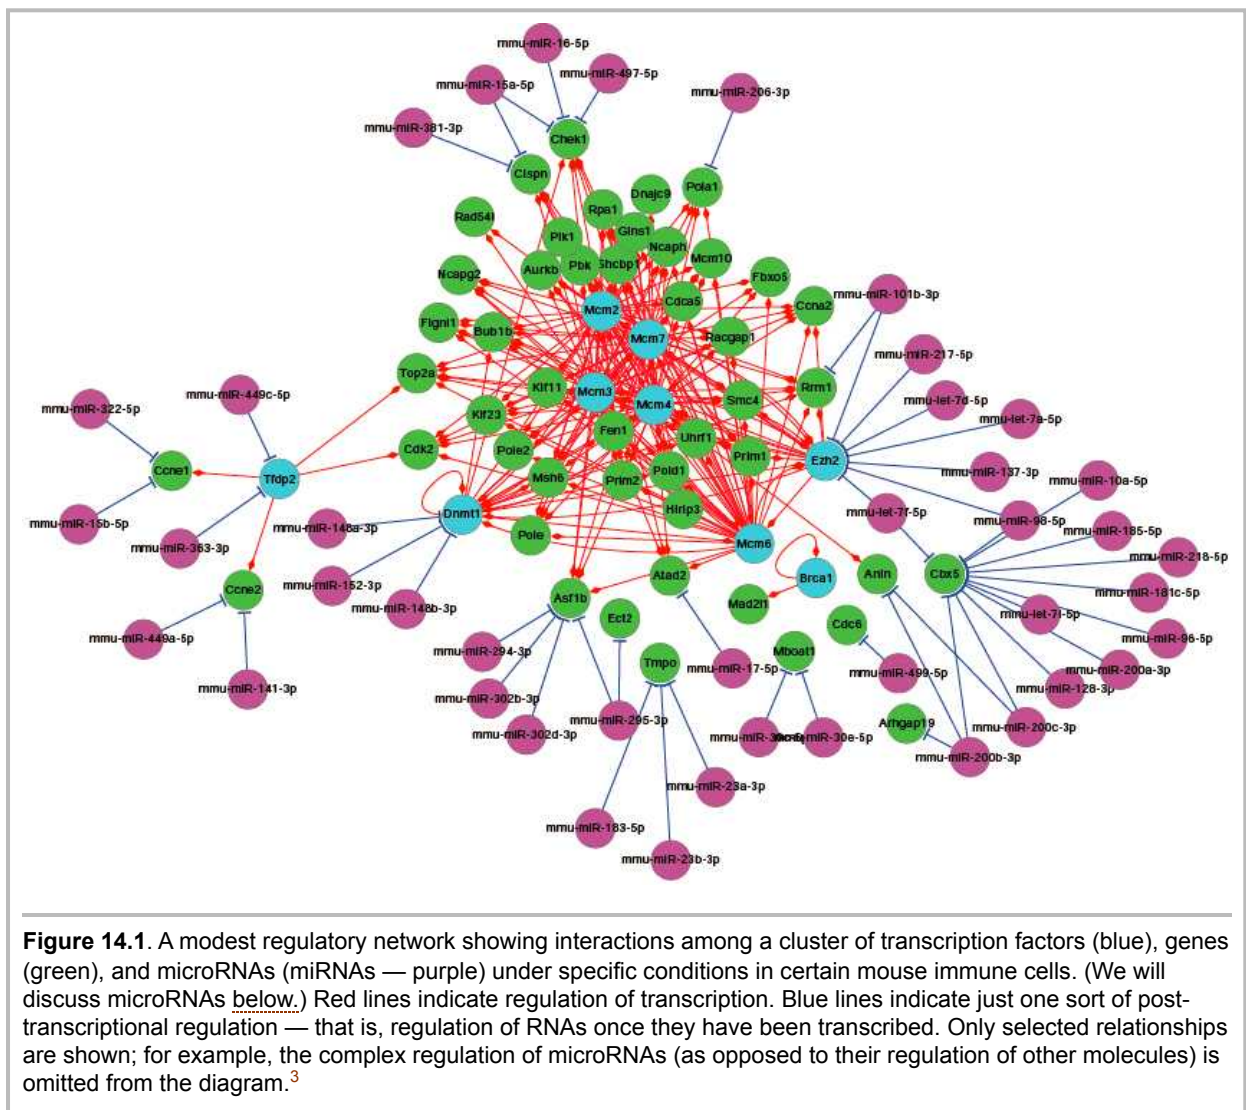 mmu-miR-16-5p
mmu-miR-497-5p
mmu-miR-15a-5p
mmu-miR-206-3p
mmu-miR-381-3p
Chek1
Clspn
Dnajc9
Pola1
Rpa1
Rad54l
Plk1
Gins1
Ncaph
Mcm10
Pbk
Shcbp1
Aurkb
Ncapg2
Fbxo5
mmu-miR-101b-3p
Cdca5
Ccna2
Mcm2
Fignl1
Bub1b
Mcm7
Racgap1
mmu-miR-217-5p
Top2a
Klf11
Mcm3
Rrm1
mmu-miR-449c-5p
Mcm4
Smc4
mmu-let-7d-5p
mmu-miR-322-5p
Kif23
mmu-let-7a-5p
Fen1
Uhrf1
Cdk2
Pole2
Prim1
Ezh2
Ccne1
Pold1
mmu-miR-137-3p
Tfdp2
Msh6
Prim2
mmu-miR-10a-5p
Hirip3
mmu-let-7f-5p
Dnmt1
mmu-miR-98-5p
mmu-miR-15b-5p
mmu-miR-148a-3p
mmu-miR-185-5p
Pole
mmu-miR-363-3p
Mcm6
mmu-miR-218-5p
Atad2
Brca1
Anln
Cbx5
mmu-miR-152-3p
Ccne2
mmu-miR-181c-5p
Asf1b
Mad2l1
mmu-miR-148b-3p
mmu-let-7i-5p
Ect2
Cdc6
mmu-miR-449a-5p
mmu-miR-96-5p
mmu-miR-294-3p
Mboat1
Tmpo
mmu-miR-17-5p
mmu-miR-499-5p
mmu-miR-200a-3p
mmu-miR-141-3p
mmu-miR-128-3p
mmu-miR-302b-3p
mmu-miR-295-3p
Arhgap19
mmu-miR-200c-3p
mmu-miR-302d-3p
mmu-miR-30e-5p
mmu-miR-200b-3p
mmu-miR-23a-3p
mmu-miR-183-5p
mmu-miR-23b-3p
Figure 14.1. A modest regulatory network showing interactions among a cluster of transcription factors (blue), genes
(green), and microRNAs (miRNAs — purple) under specific conditions in certain mouse immune cells. (We will
discuss microRNAs below.) Red lines indicate regulation of transcription. Blue lines indicate just one sort of post-
transcriptional regulation — that is, regulation of RNAs once they have been transcribed. Only selected relationships
are shown; for example, the complex regulation of microRNAs (as opposed to their regulation of other molecules) is
omitted from the diagram.3